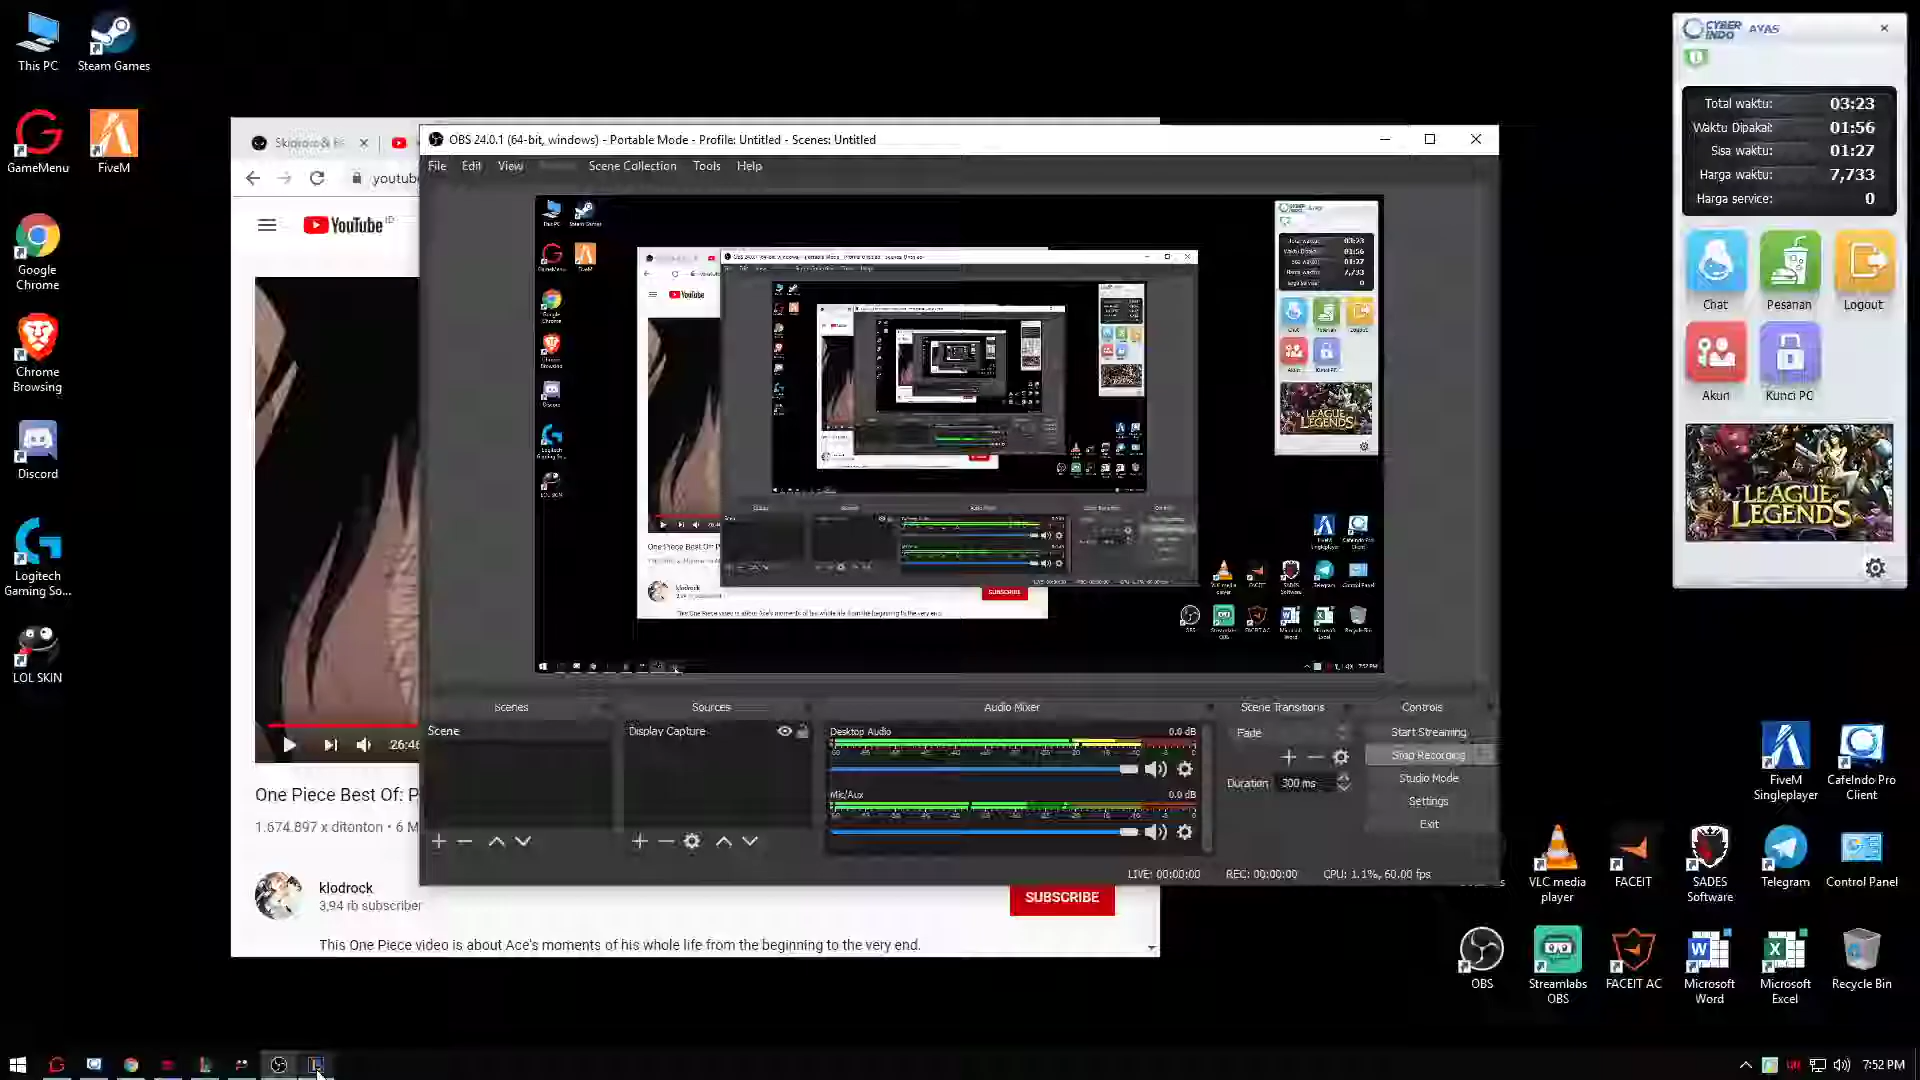 This PC
Steam Games
GameMenu
FiveM
Google
Chrome
Chrome
Browsing
Discord
Logitech
Gaming So...
LOL SKIN
YouTube
ID
26:46
One Piece Best Of: P
1.674.897 x ditonton • 6 M
klodrock
3,94 rb subscriber
SUBSCRIBE
This One Piece video is about Ace's moments of his whole life from the beginning to the very end.
OBS 24.0.1 (64-bit, windows) - Portable Mode - Profile: Untitled - Scenes: Untitled
File
Edit
View
Scene Collection
Tools
Help
Scenes
Scene
Sources
Display Capture
Audio Mixer
Desktop Audio
0.0 dB
Mic/Aux
0.0 dB
Scene Transitions
Fade
Duration
300 ms
Controls
Start Streaming
Stop Recording
Studio Mode
Settings
Exit
LIVE: 00:00:00
REC: 00:00:00
CPU: 1.1%, 60.00 fps
CYBER
INDO
AYAS
Total waktu:
03:23
Waktu Dipakai:
01:56
Sisa waktu:
01:27
Harga waktu:
7,733
Harga service:
0
Chat
Pesanan
Logout
Akun
Kunci PC
LEAGUE
OF
LEGENDS
FiveM
Singleplayer
CafeIndo Pro
Client
VLC media
player
FACEIT
SADES
Software
Telegram
Control Panel
OBS
Streamlabs
OBS
FACEIT AC
Microsoft
Word
Microsoft
Excel
Recycle Bin
7:52 PM